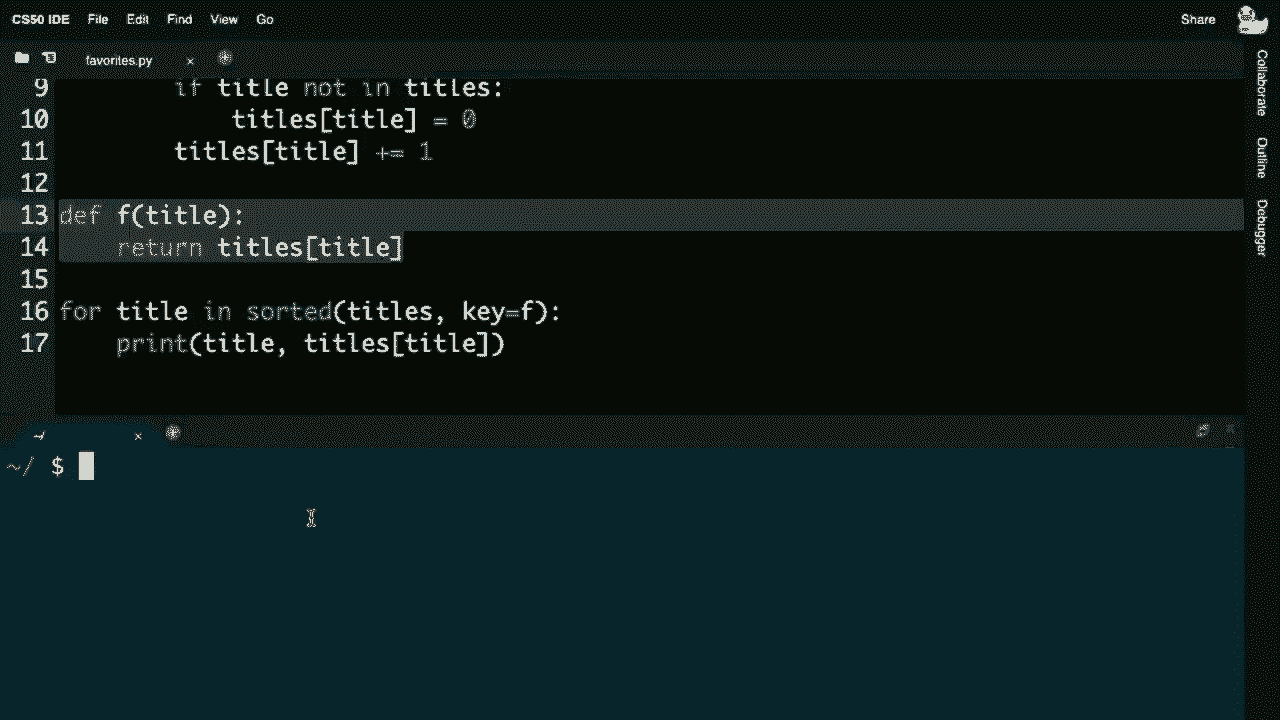 CS50 IDE File Edit Find View Go Share
favorites.py ×
9 if title not in titles:
10 titles[title] = 0
11 titles[title] += 1
12
13 def f(title):
14 return titles[title]
15
16 for title in sorted(titles, key=f):
17 print(title, titles[title])
~/ ×
~/ $
Collaborate
Outline
Debugger